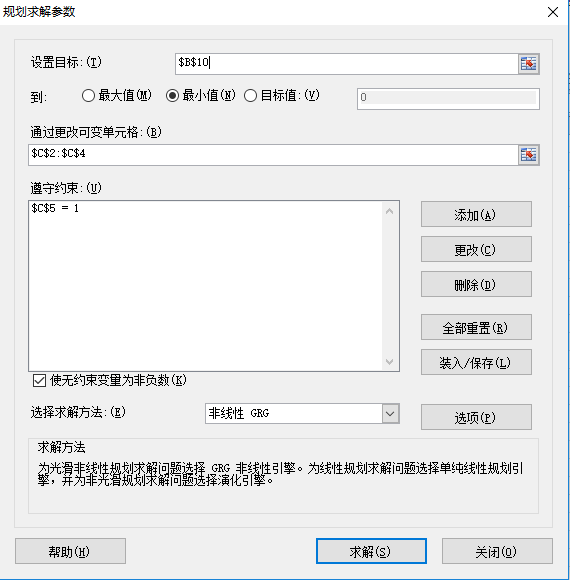 规划求解参数
设置目标:(T) $B$10
到: 最大值(M) 最小值(N) 目标值:(V) 0
通过更改可变单元格:(B)
$C$2:$C$4
遵守约束:(U)
$C$5 = 1
添加(A)
更改(C)
删除(D)
全部重置(R)
装入/保存(L)
使无约束变量为非负数(K)
选择求解方法:(E) 非线性 GRG 选项(P)
求解方法
为光滑非线性规划求解问题选择 GRG 非线性引擎。为线性规划求解问题选择单纯线性规划引
擎，并为非光滑规划求解问题选择演化引擎。
帮助(H) 求解(S) 关闭(O)